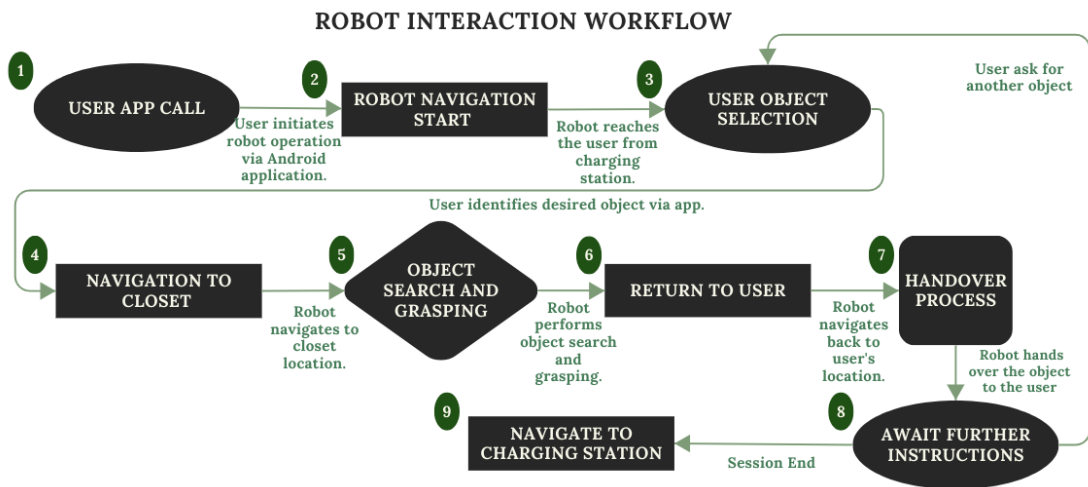 ROBOT INTERACTION WORKFLOW
1
USER APP CALL
User initiates
robot operation
via Android
application.
2
ROBOT NAVIGATION
START
Robot reaches
the user from
charging
station.
3
USER OBJECT
SELECTION
User ask for
another object
User identifies desired object via app.
4
NAVIGATION TO
CLOSET
Robot
navigates to
closet
location.
5
OBJECT
SEARCH AND
GRASPING
Robot
performs
object search
and
grasping.
6
RETURN TO USER
Robot
navigates
back to
user's
location.
7
HANDOVER
PROCESS
Robot hands
over the object
to the user
8
AWAIT FURTHER
INSTRUCTIONS
Session End
9
NAVIGATE TO
CHARGING STATION